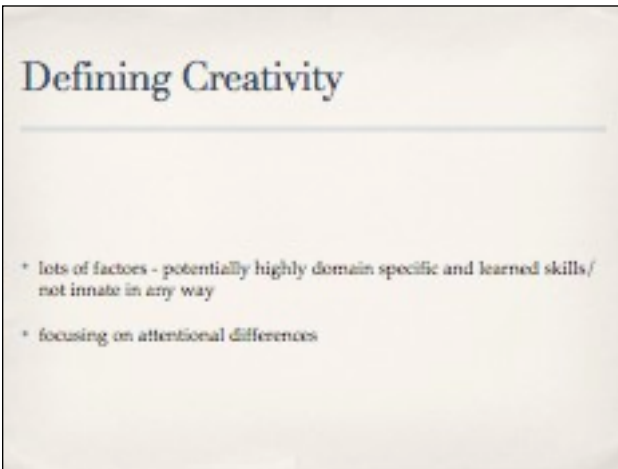 Defining Creativity
* lots of factors - potentially highly domain specific and learned skills/
not innate in any way
* focusing on attentional differences